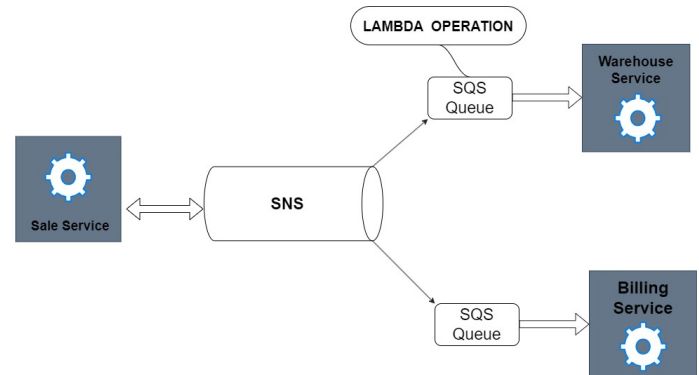 LAMBDA OPERATION
Warehouse
Service
SQS
Queue
Sale Service
SNS
SQS
Queue
Billing
Service